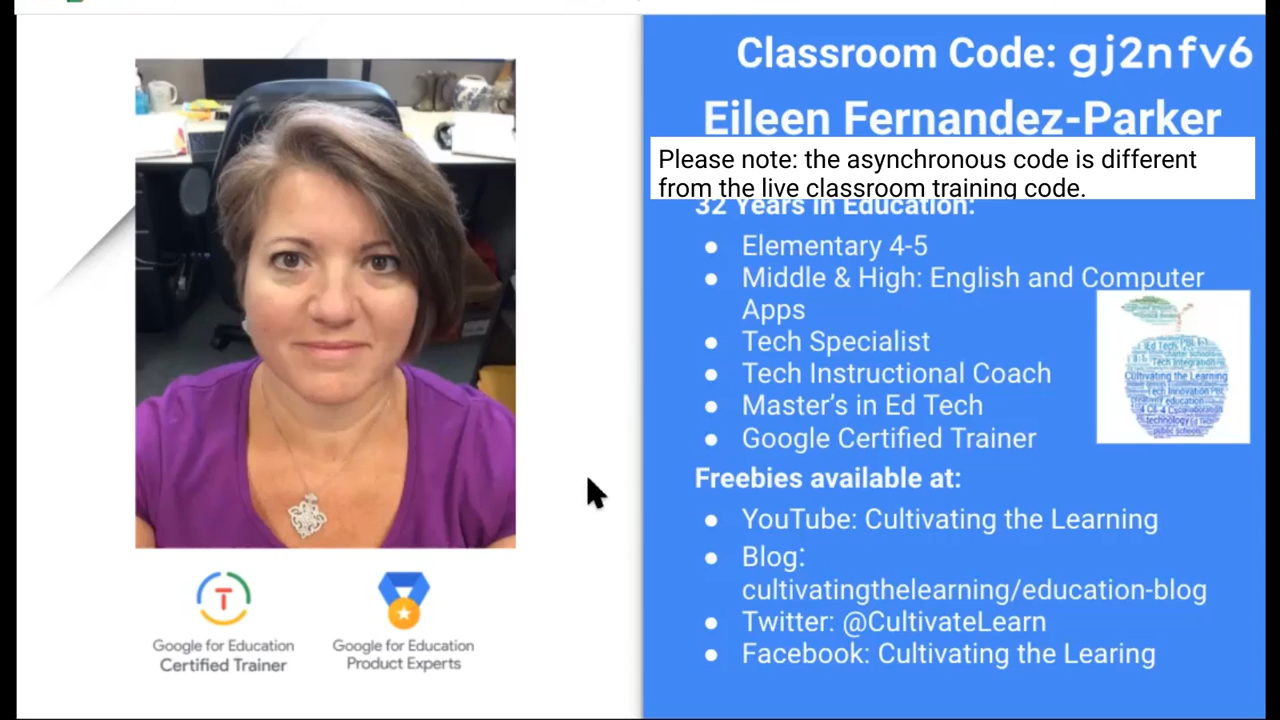 Classroom Code: gj2nfv6
Eileen Fernandez-Parker
Please note: the asynchronous code is different
from the live classroom training code.
32 Years in Education:
● Elementary 4-5
● Middle & High: English and Computer
Apps
● Tech Specialist
● Tech Instructional Coach
● Master’s in Ed Tech
● Google Certified Trainer
Cultivating the Learning
Freebies available at:
● YouTube: Cultivating the Learning
● Blog:
cultivatingthelearning/education-blog
● Twitter: @CultivateLearn
● Facebook: Cultivating the Learing
T
Google for Education
Certified Trainer
Google for Education
Product Experts